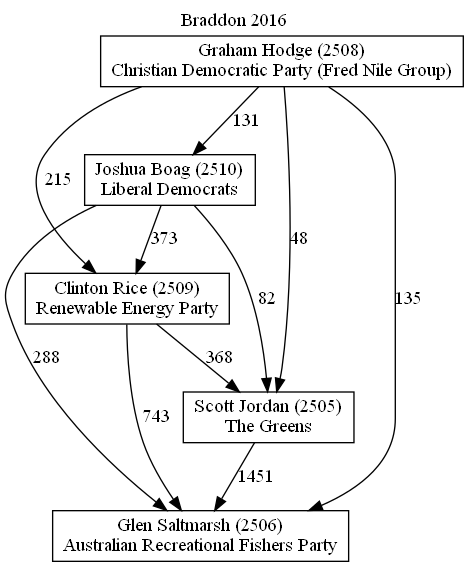 Braddon 2016
Graham Hodge (2508)
Christian Democratic Party (Fred Nile Group)
131
Joshua Boag (2510)
Liberal Democrats
215
373
48
Clinton Rice (2509)
Renewable Energy Party
82
135
288
368
Scott Jordan (2505)
The Greens
743
1451
Glen Saltmarsh (2506)
Australian Recreational Fishers Party